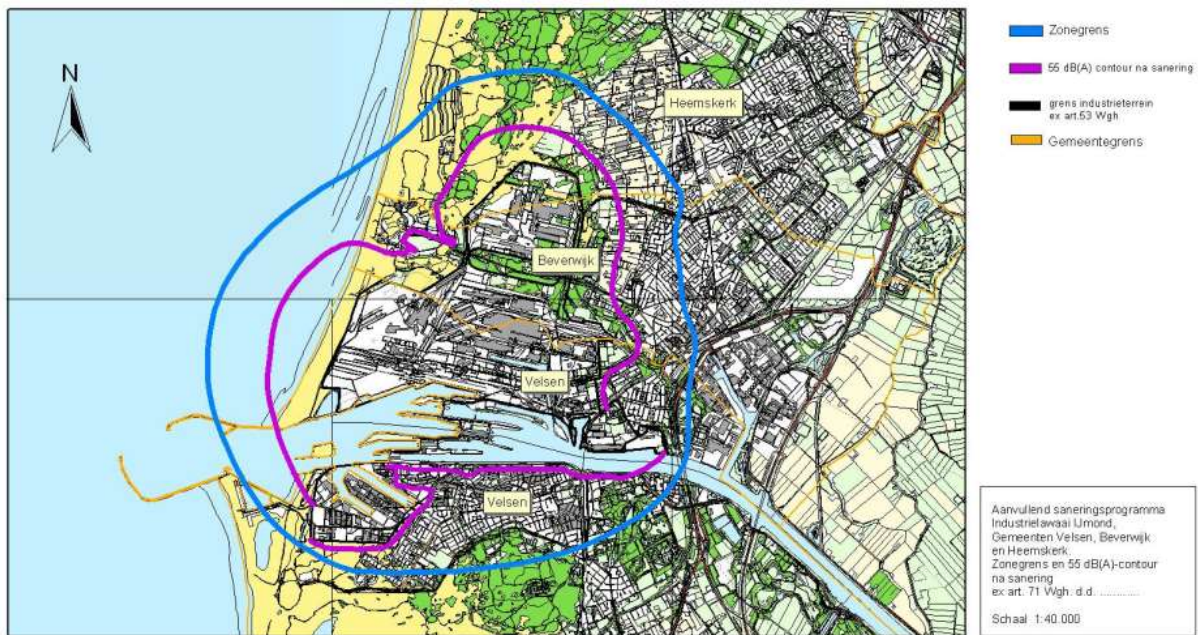 N
Heemskerk
Beverwijk
Velsen
Velsen
Zonegrens
55 dB(A) contour na sanering
grens industrieterrein
ex art.53 Wgh
Gemeentegrens
Aanvullend saneringsprogramma
Industrielawaai IJmond,
Gemeenten Velsen, Beverwijk
en Heemskerk.
Zonegrens en 55 dB(A)-contour
na sanering
ex art. 71 Wgh. d.d. ............
Schaal 1:40.000